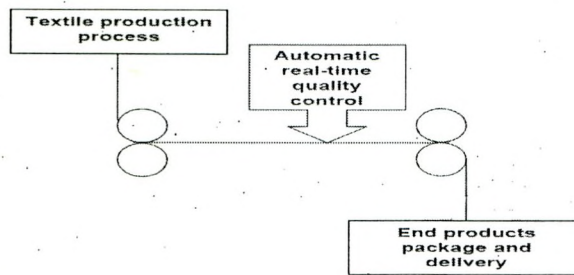 Textile production
process
Automatic
real-time
quality
control
End products
package and
delivery